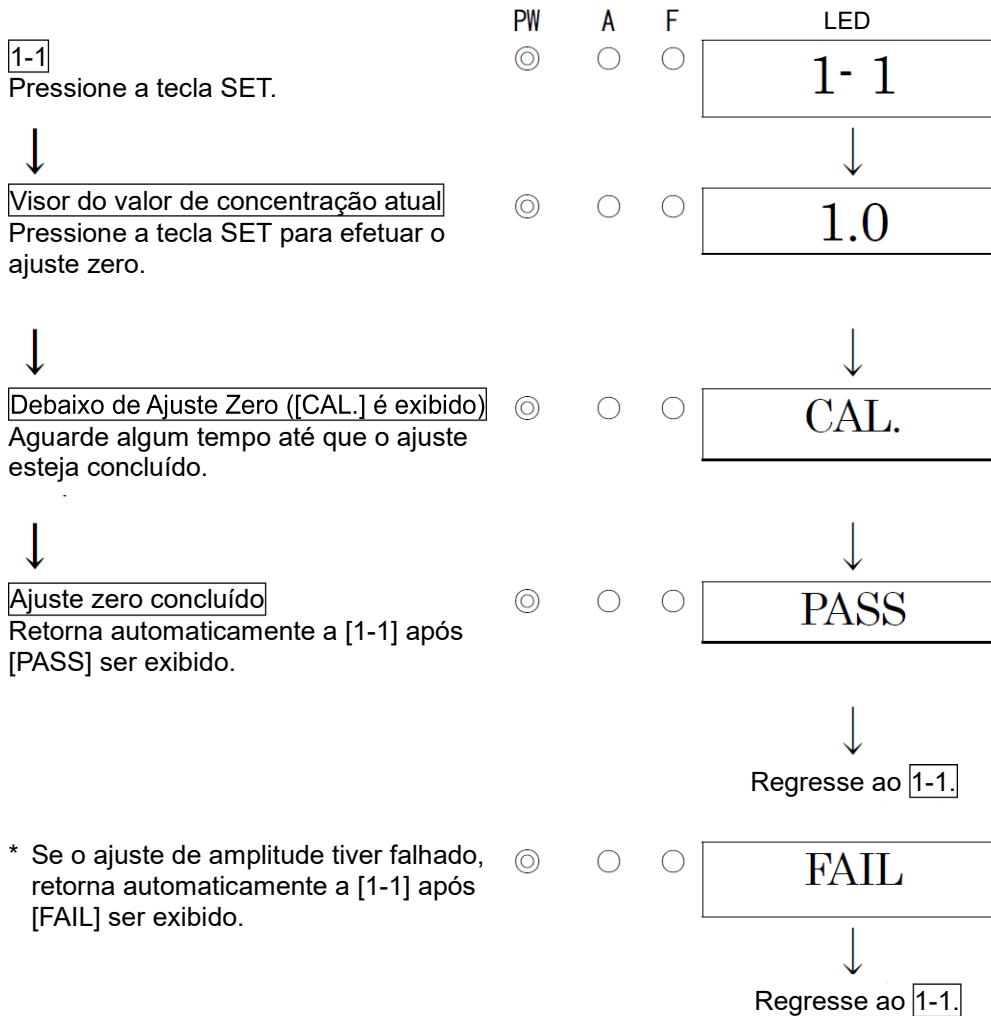 PW A F LED
1-1
Pressione a tecla SET.
1- 1
Visor do valor de concentração atual
Pressione a tecla SET para efetuar o
ajuste zero.
1.0
Debaixo de Ajuste Zero ([CAL.] é exibido)
Aguarde algum tempo até que o ajuste
esteja concluído.
CAL.
Ajuste zero concluído
Retorna automaticamente a [1-1] após
[PASS] ser exibido.
PASS
Regresse ao 1-1.
* Se o ajuste de amplitude tiver falhado,
retorna automaticamente a [1-1] após
[FAIL] ser exibido.
FAIL
Regresse ao 1-1.